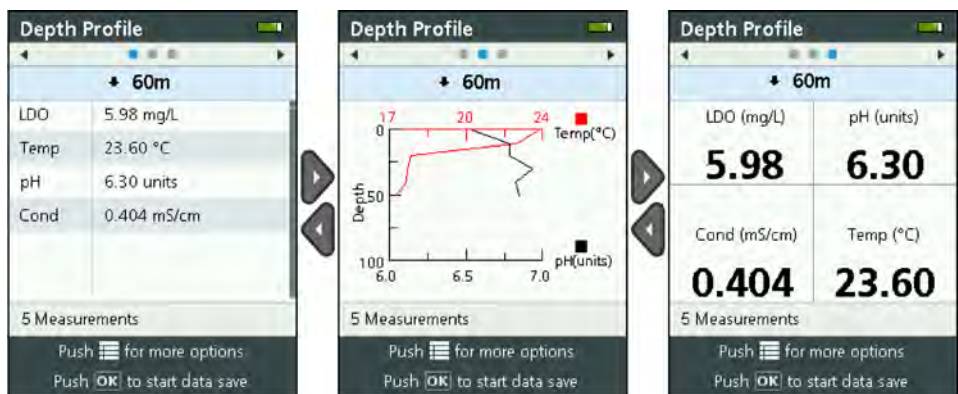 Depth Profile
60m
LDO 5.98 mg/L
Temp 23.60 °C
pH 6.30 units
Cond 0.404 mS/cm
5 Measurements
Push for more options
Push OK to start data save
Depth Profile
60m
17 20 24
Temp(°C)
0
50
100
Depth
pH(units)
6.0 6.5 7.0
5 Measurements
Push for more options
Push OK to start data save
Depth Profile
60m
LDO (mg/L) pH (units)
5.98 6.30
Cond (mS/cm) Temp (°C)
0.404 23.60
5 Measurements
Push for more options
Push OK to start data save